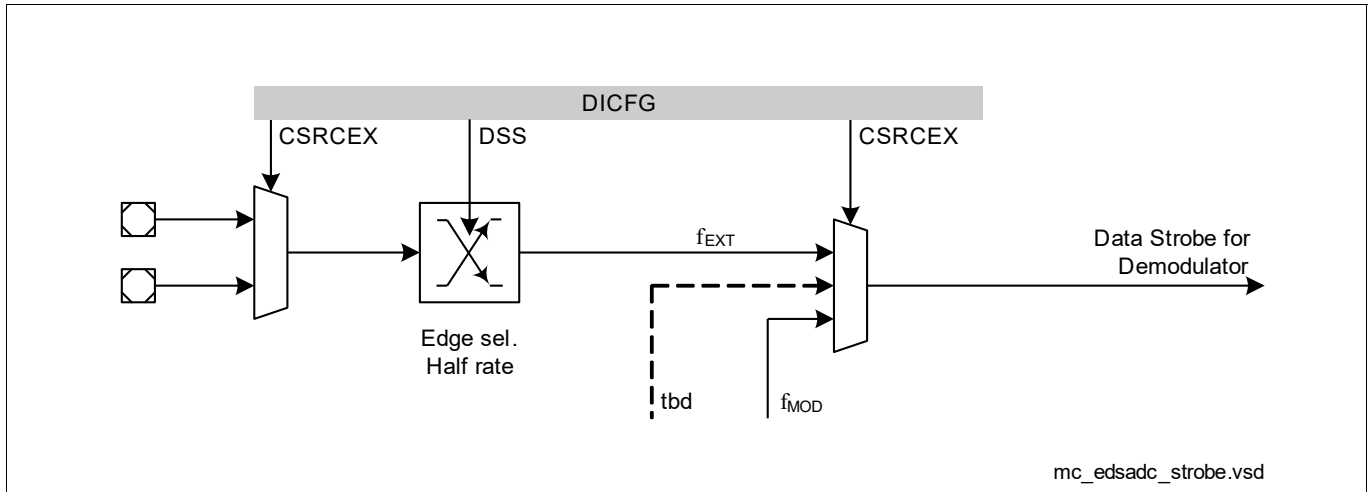 DICFG
CSRCEX
DSS
CSRCEX
fEXT
Data Strobe for
Demodulator
Edge sel.
Half rate
tbd
fMOD
mc_edsadc_strobe.vsd